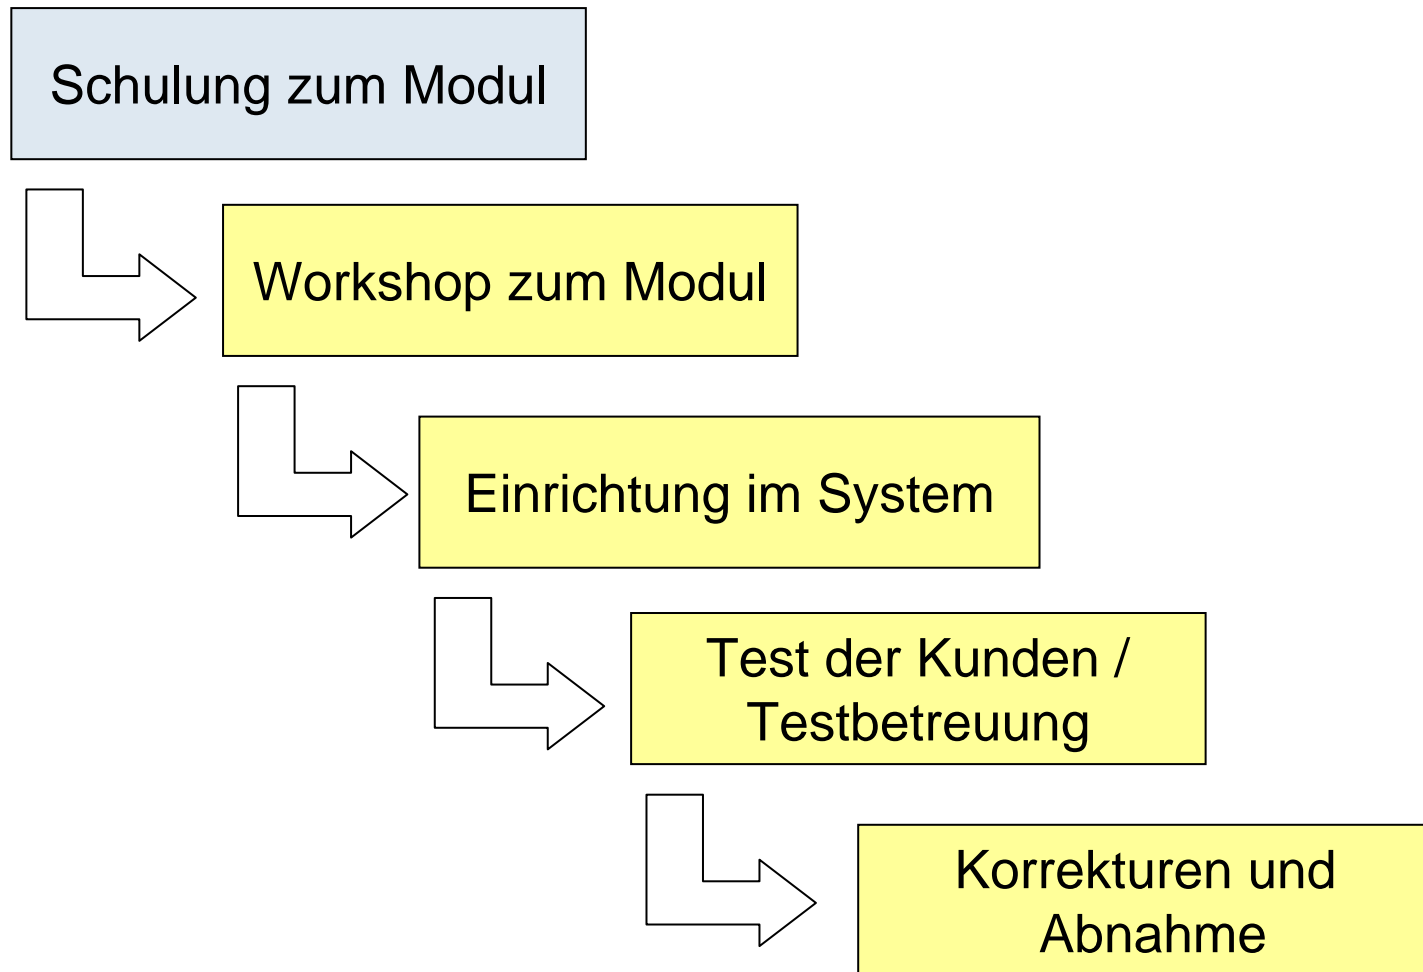 Schulung zum Modul
Workshop zum Modul
Einrichtung im System
Test der Kunden /
Testbetreuung
Korrekturen und
Abnahme